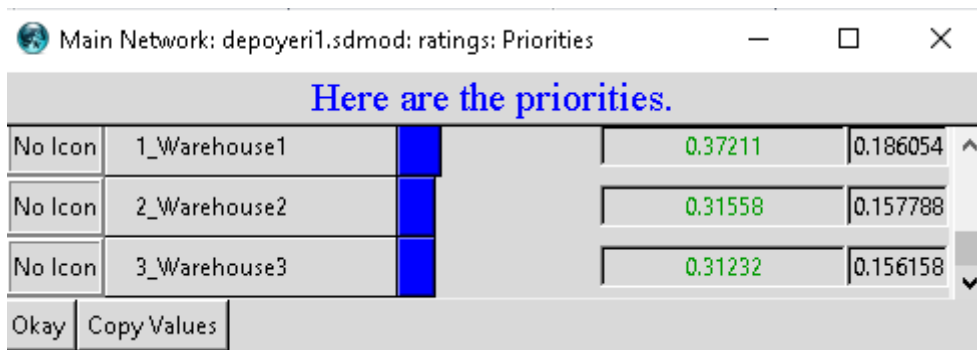 Main Network: depoyeri1.sdmod: ratings: Priorities
Here are the priorities.
No Icon 1_Warehouse1 0.37211 0.186054
No Icon 2_Warehouse2 0.31558 0.157788
No Icon 3_Warehouse3 0.31232 0.156158
Okay Copy Values